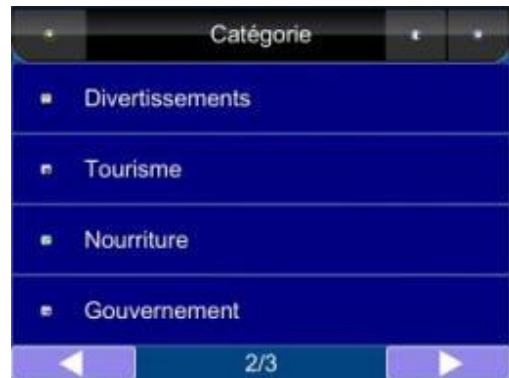 Catégorie
Divertissements
Tourisme
Nourriture
Gouvernement
2/3